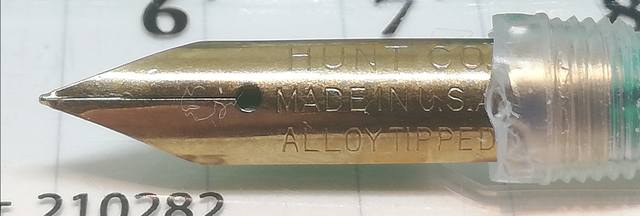 6 7
HUNT CO.
MADE IN U.S.A
ALLOY TIPPED
210282